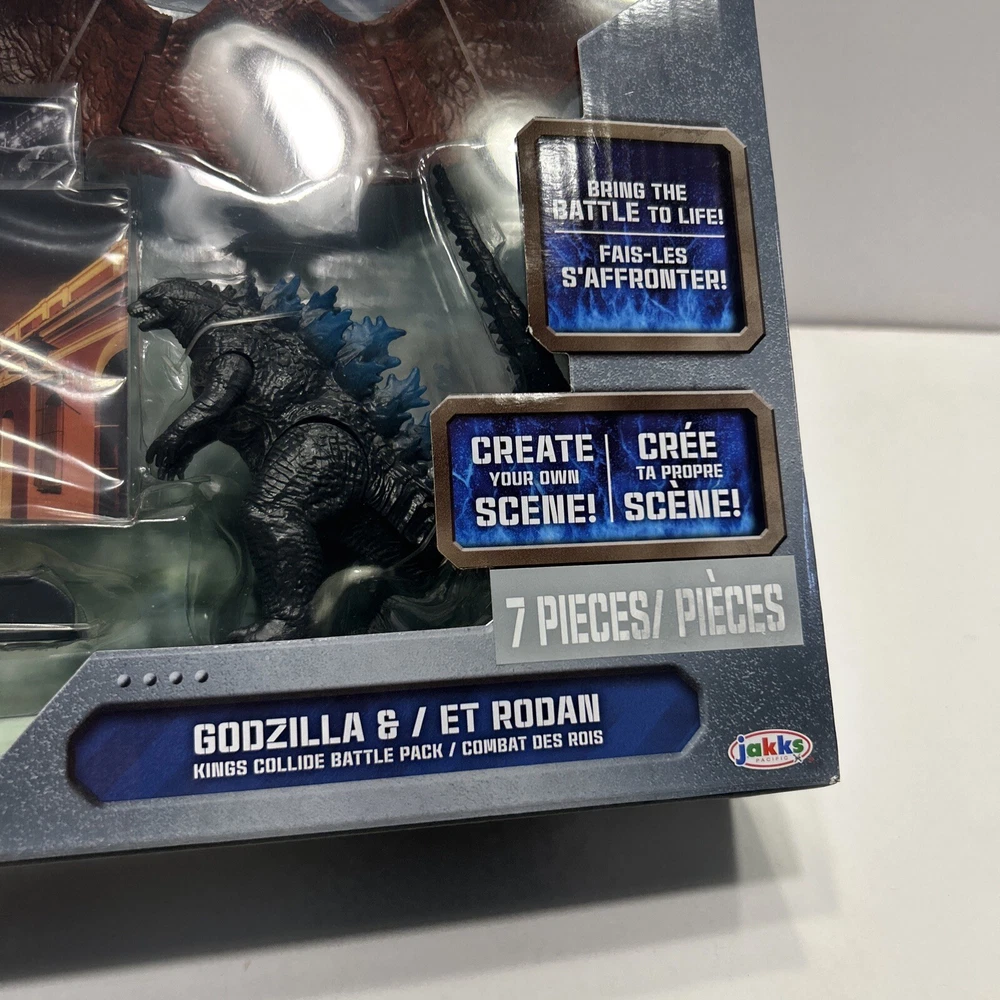 BRING THE
BATTLE TO LIFE!
FAIS-LES
S'AFFRONTER!
CREATE
YOUR OWN
SCENE!
CRÉE
TA PROPRE
SCÈNE!
7 PIECES/ PIÈCES
GODZILLA & / ET RODAN
KINGS COLLIDE BATTLE PACK / COMBAT DES ROIS
jakks
PACIFIC